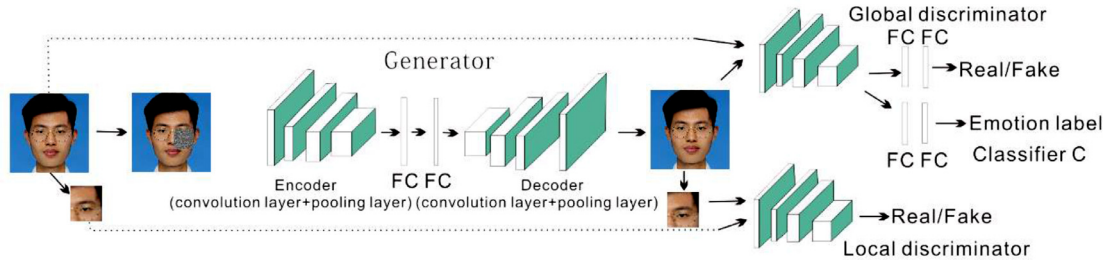 Generator
Global discriminator
FC FC
Real/Fake
Emotion label
Classifier C
FC FC
FC FC
Encoder
(convolution layer+pooling layer)
Decoder
(convolution layer+pooling layer)
Real/Fake
Local discriminator